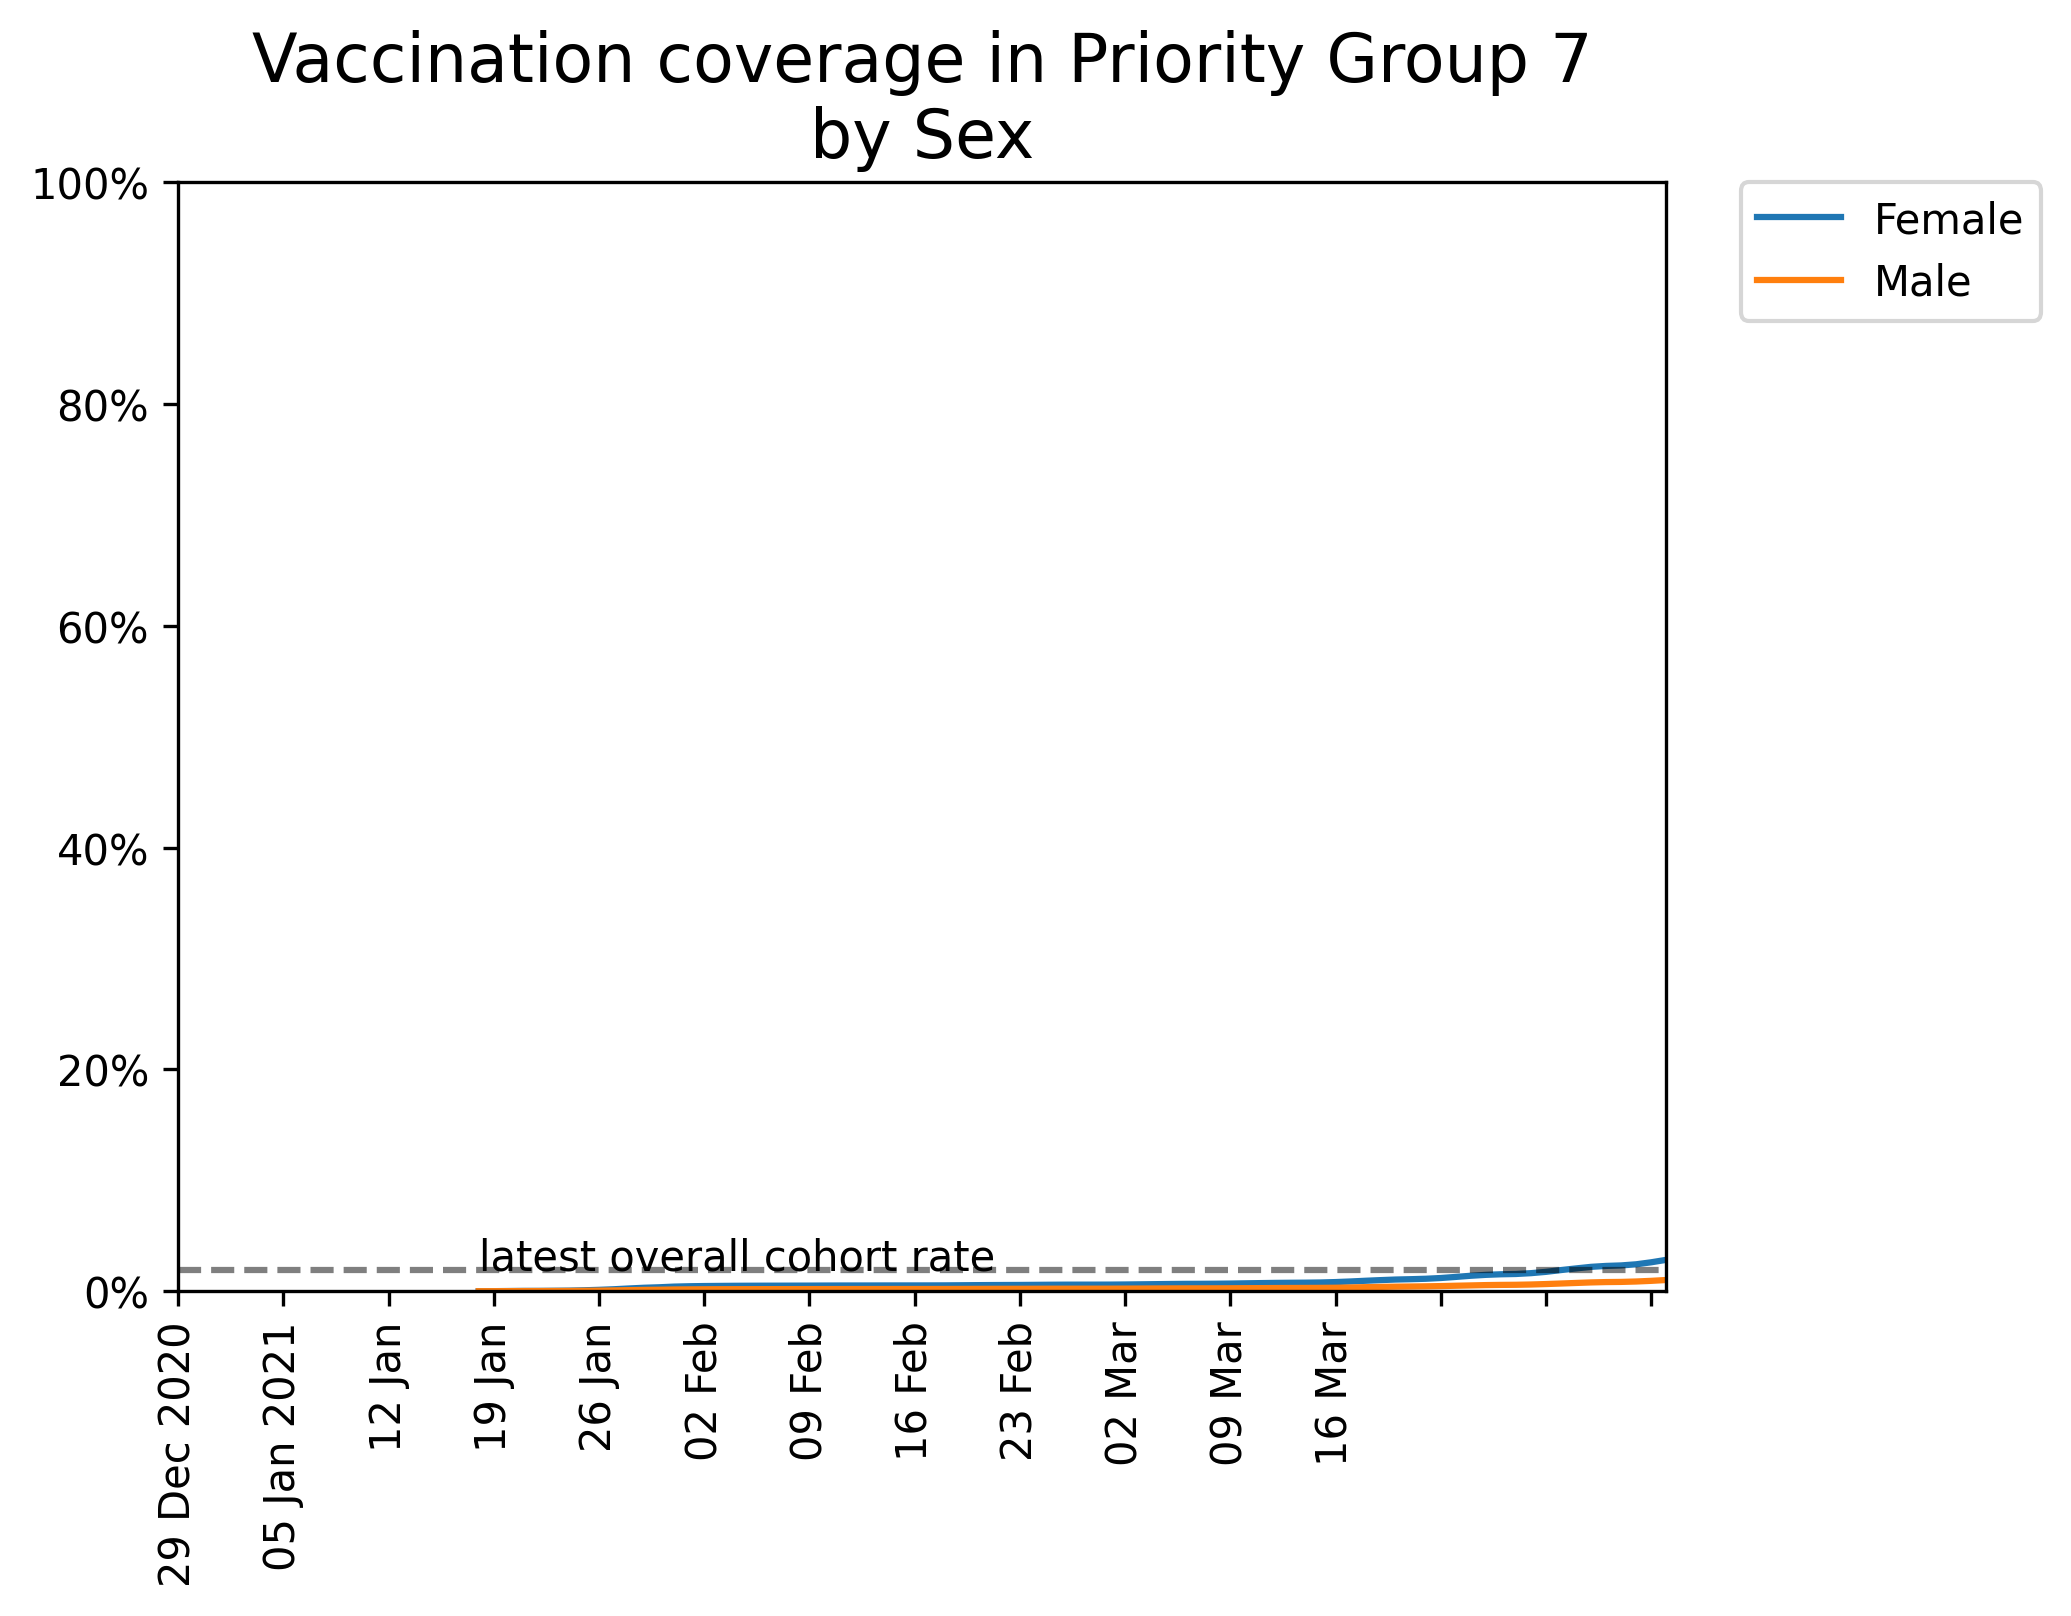 Vaccination coverage in Priority Group 7
by Sex
100%
80%
60%
40%
20%
0%
latest overall cohort rate
Female
Male
29 Dec 2020
05 Jan 2021
12 Jan
19 Jan
26 Jan
02 Feb
09 Feb
16 Feb
23 Feb
02 Mar
09 Mar
16 Mar